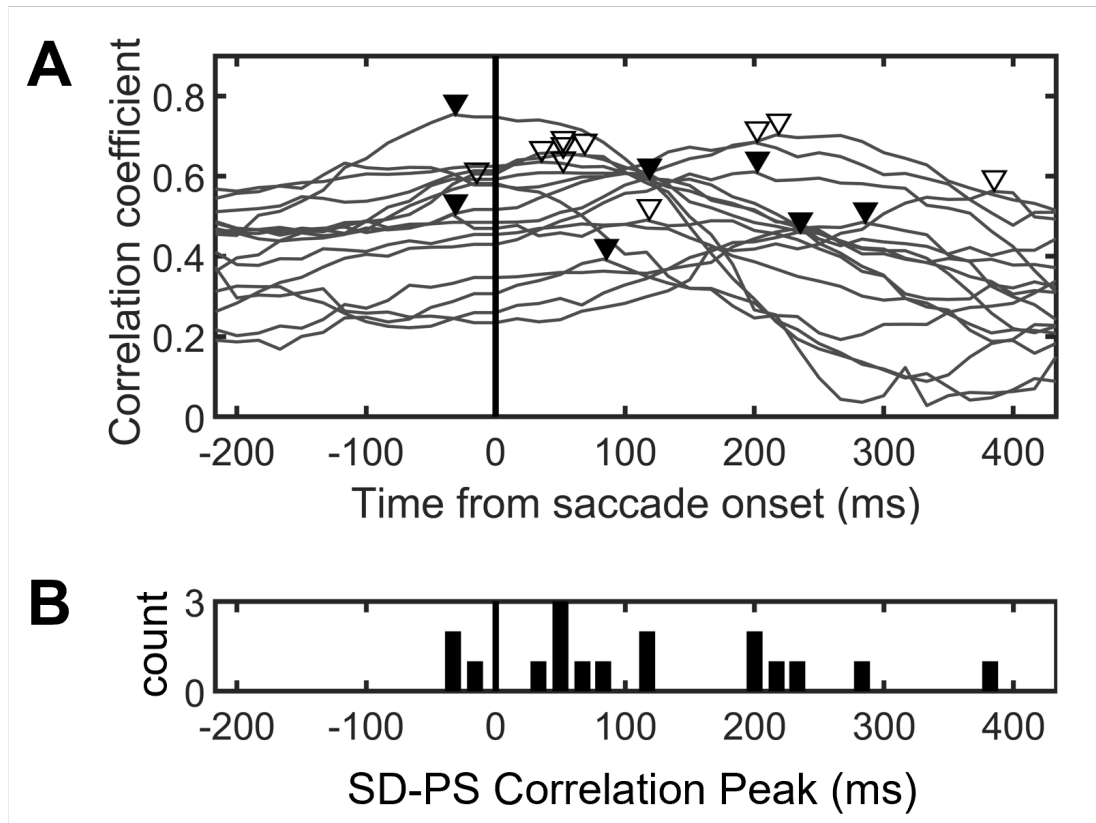 A
Correlation coefficient
0.8
0.6
0.4
0.2
0
-200 -100 0 100 200 300 400
Time from saccade onset (ms)
B
count
3
0
-200 -100 0 100 200 300 400
SD-PS Correlation Peak (ms)